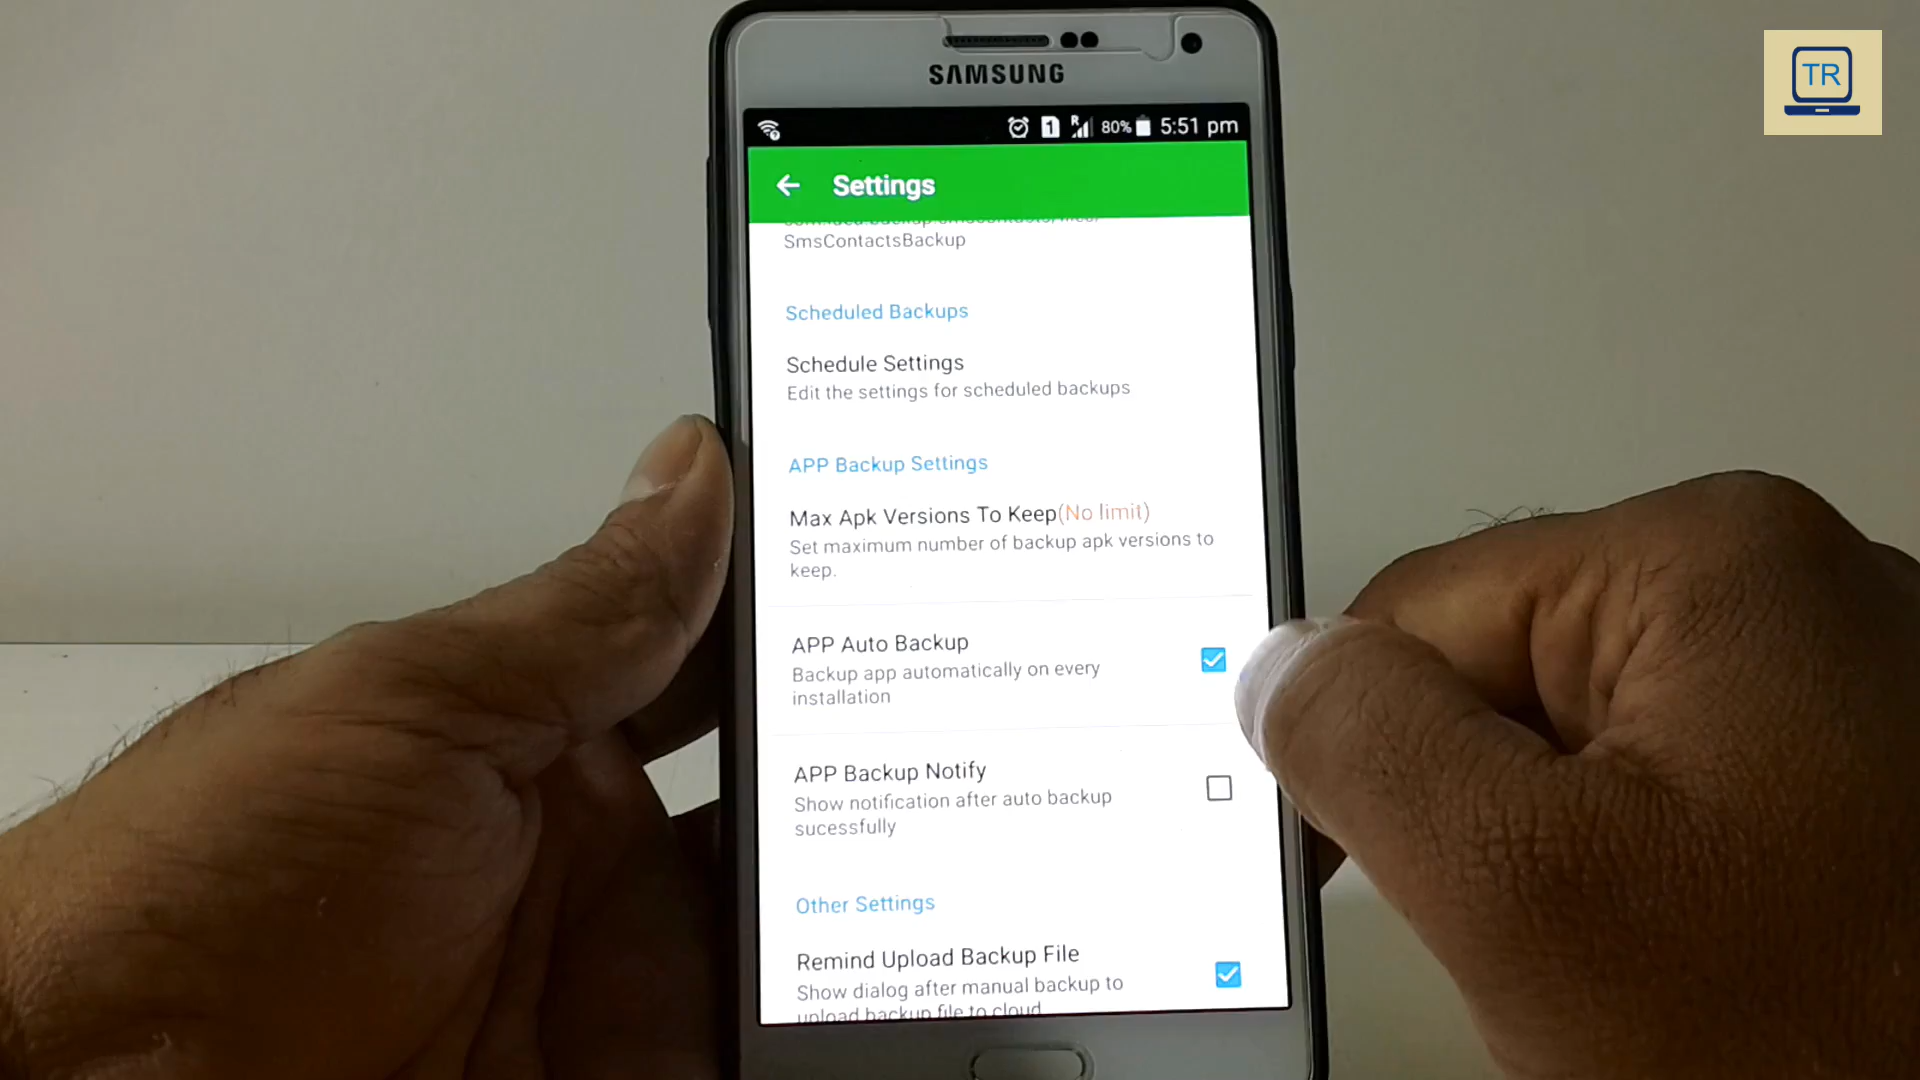 TR
SAMSUNG
1 R 80% 5:51 pm
Settings
SmsContactsBackup
Scheduled Backups
Schedule Settings
Edit the settings for scheduled backups
APP Backup Settings
Max Apk Versions To Keep(No limit)
Set maximum number of backup apk versions to
keep.
APP Auto Backup
Backup app automatically on every
installation
APP Backup Notify
Show notification after auto backup
sucessfully
Other Settings
Remind Upload Backup File
Show dialog after manual backup to
upload backup file to cloud